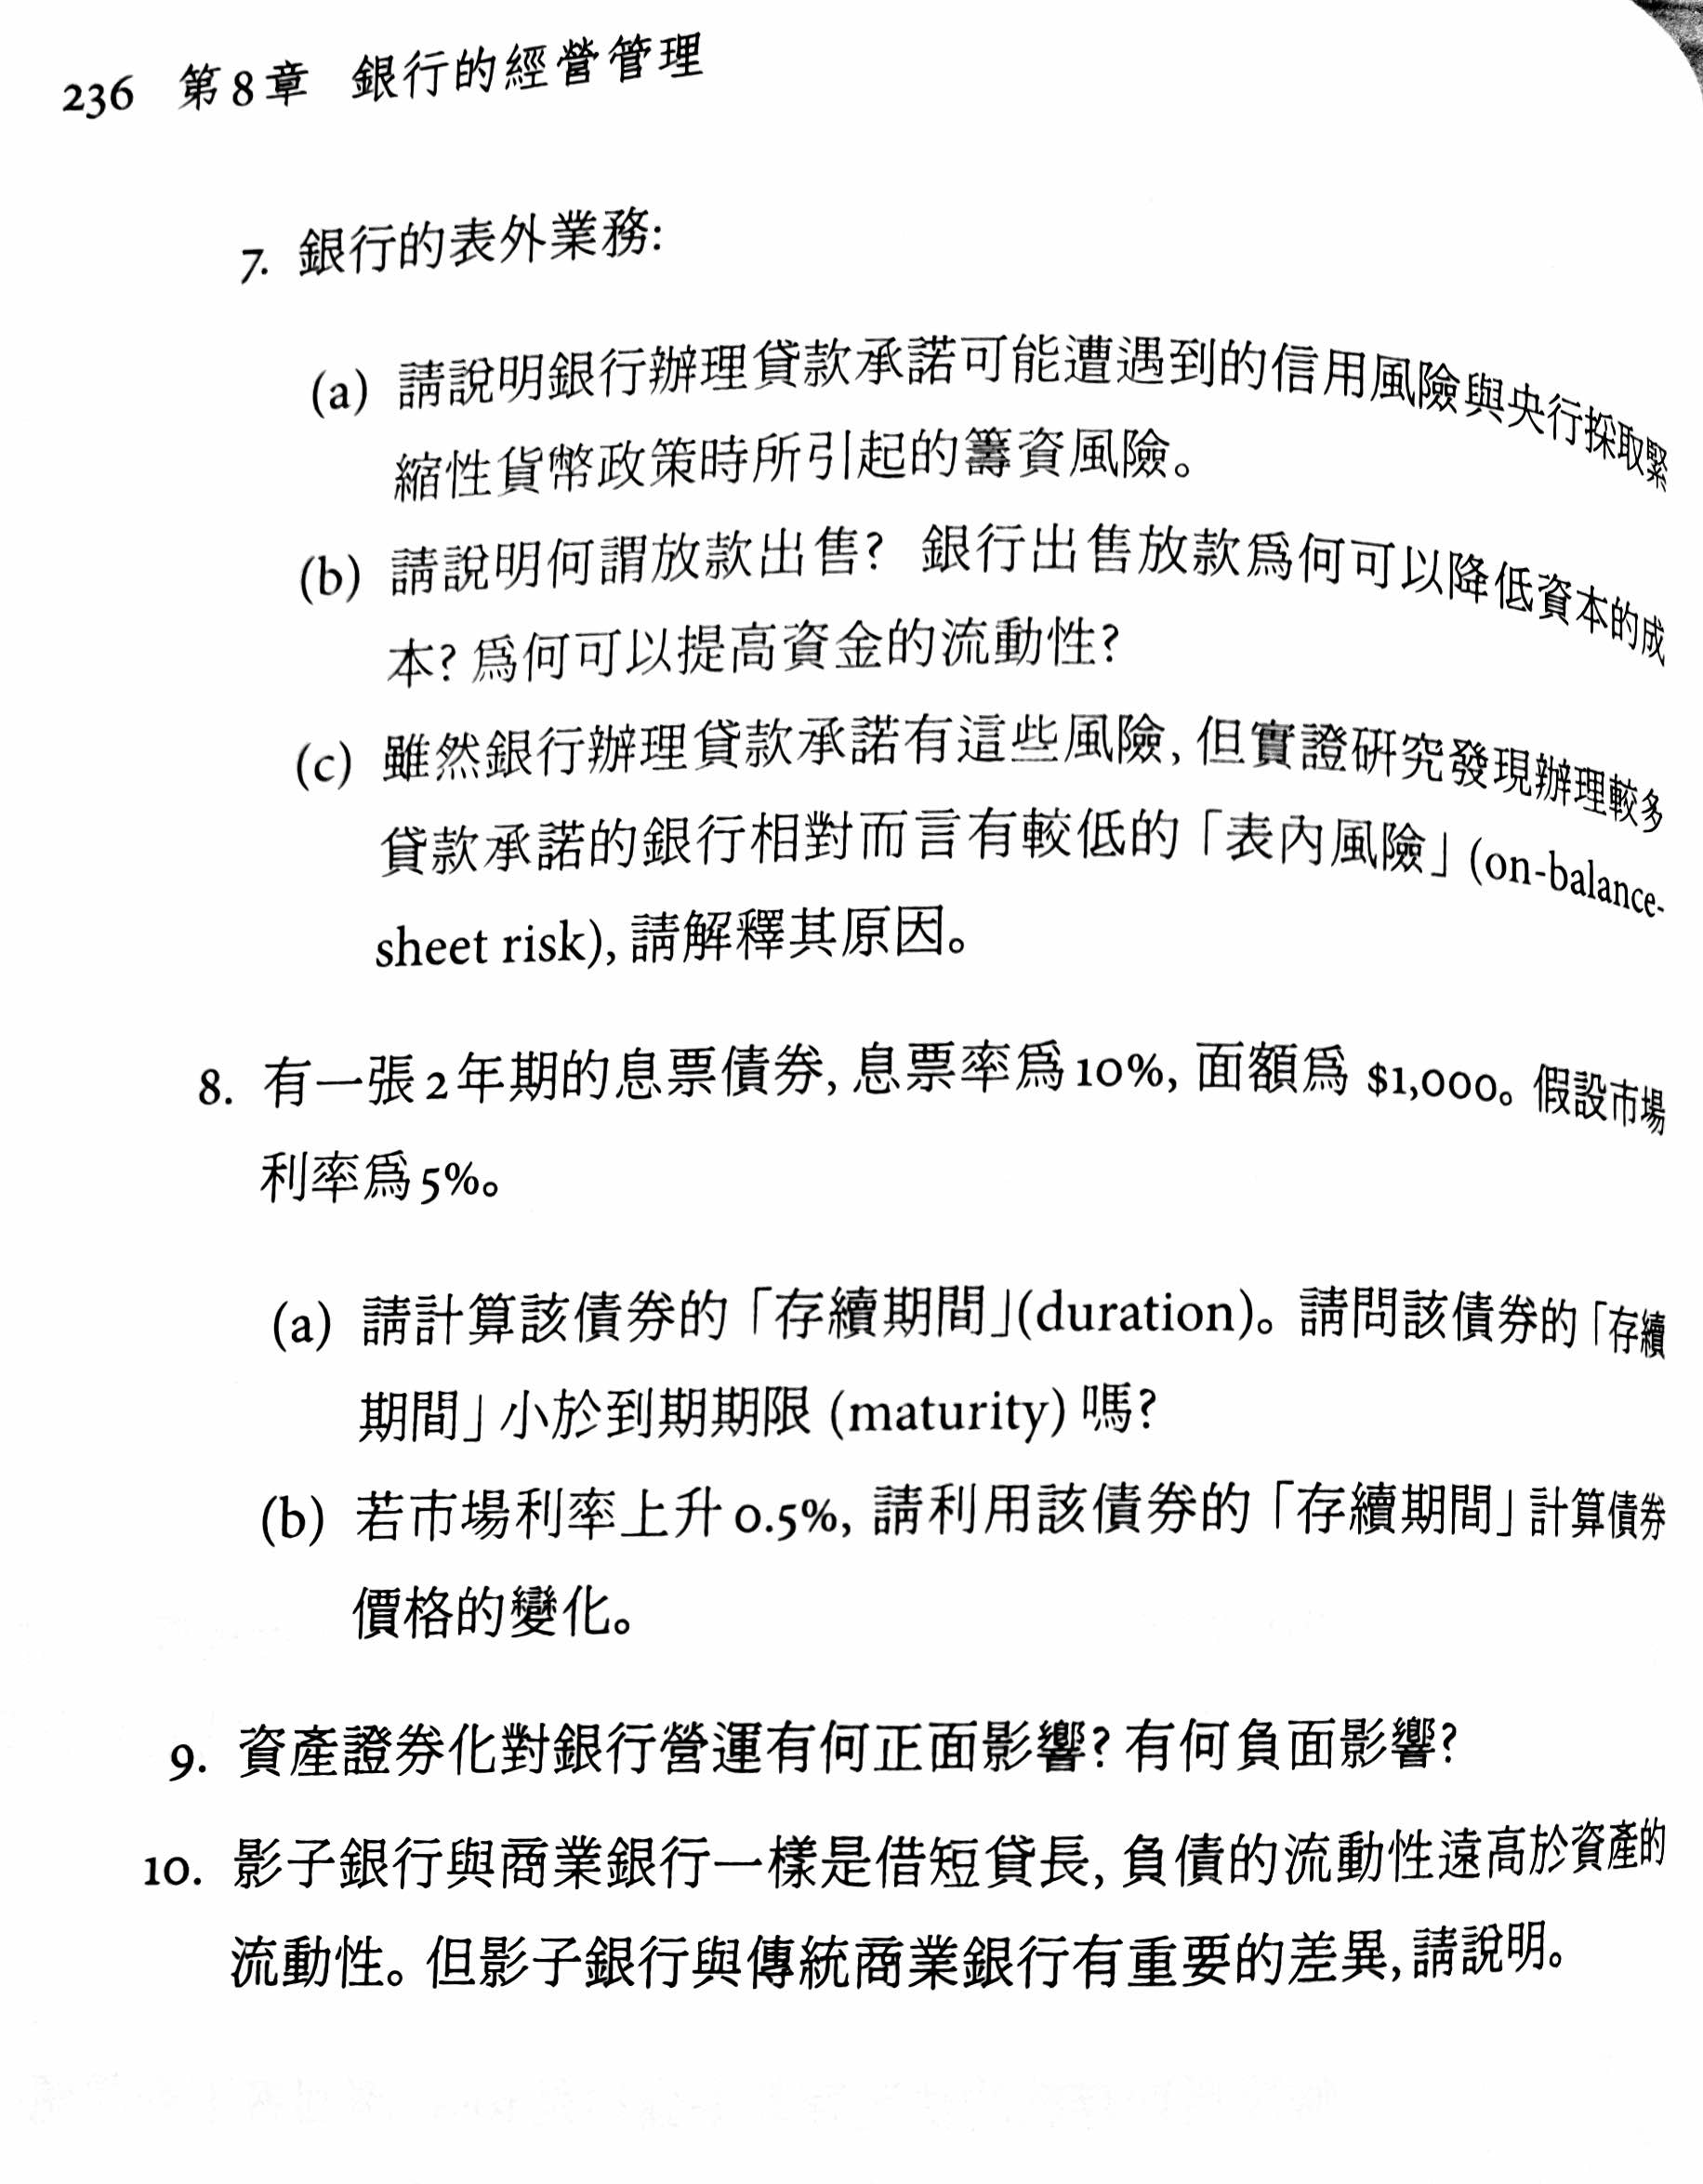 236 第8章 銀行的經營管理
7. 銀行的表外業務:
(a) 請說明銀行辦理貸款承諾可能遭遇到的信用風險與央行採取緊
縮性貨幣政策時所引起的籌資風險。
(b) 請說明何謂放款出售? 銀行出售放款爲何可以降低資本的成
本? 爲何可以提高資金的流動性?
(c) 雖然銀行辦理貸款承諾有這些風險, 但實證研究發現辦理較多
貸款承諾的銀行相對而言有較低的「表內風險」(on-balance-
sheet risk), 請解釋其原因。
8. 有一張2年期的息票債券, 息票率爲10%, 面額爲 $1,000。假設市場
利率爲5%。
(a) 請計算該債券的「存續期間」(duration)。請問該債券的「存續
期間」小於到期期限 (maturity) 嗎?
(b) 若市場利率上升0.5%, 請利用該債券的「存續期間」計算債券
價格的變化。
9. 資產證券化對銀行營運有何正面影響? 有何負面影響?
10. 影子銀行與商業銀行一樣是借短貸長, 負債的流動性遠高於資產的
流動性。但影子銀行與傳統商業銀行有重要的差異, 請說明。